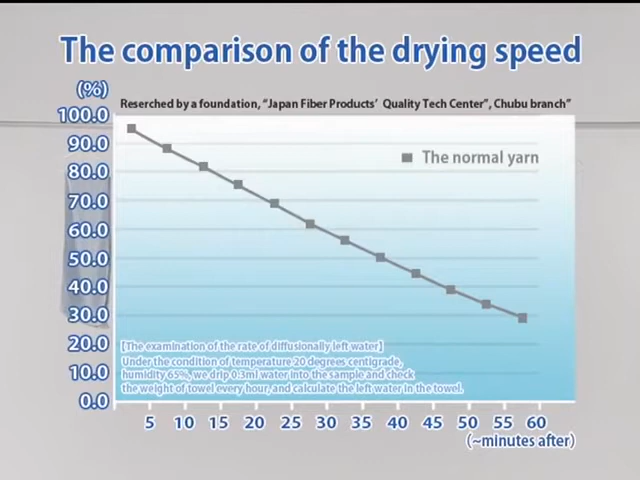 The comparison of the drying speed
(%)
Reserched by a foundation, "Japan Fiber Products' Quality Tech Center", Chubu branch"
100.0
90.0
80.0
70.0
60.0
50.0
40.0
30.0
20.0
10.0
0.0
The normal yarn
[The examination of the rate of diffusionally left water]
Under the condition of temperature 20 degrees centigrade,
humidity 65%, we drip 0.3ml water into the sample and check
the weight of towel every hour, and calculate the left water in the towel.
5 10 15 20 25 30 35 40 45 50 55 60
(~minutes after)